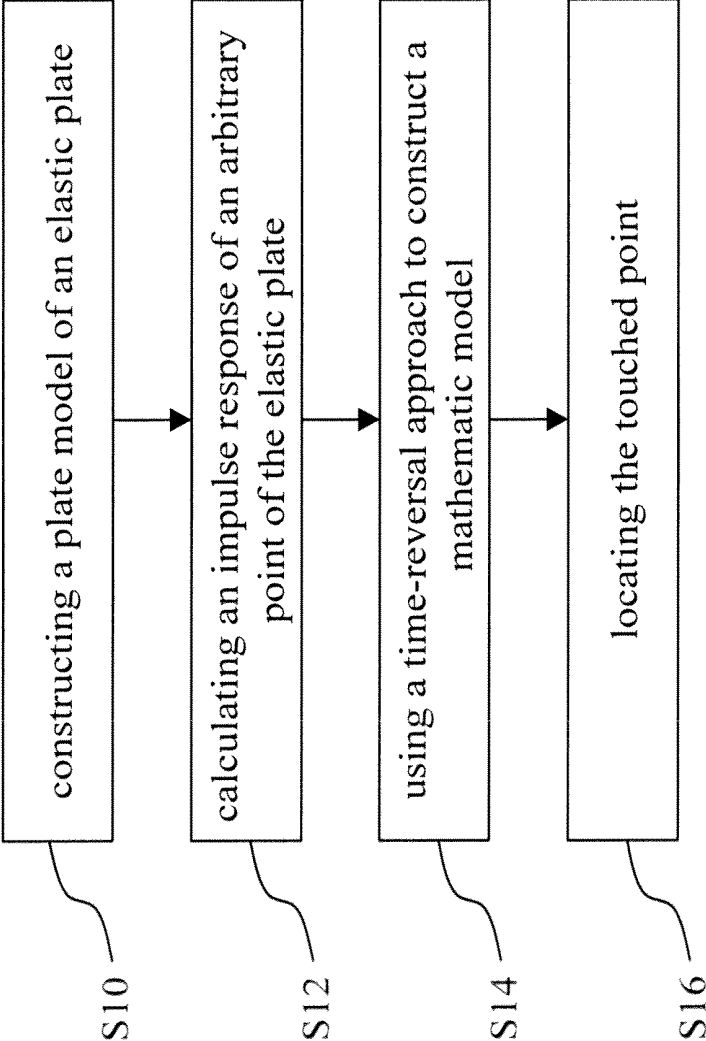 S10
constructing a plate model of an elastic plate
S12
calculating an impulse response of an arbitrary
point of the elastic plate
S14
using a time-reversal approach to construct a
mathematic model
S16
locating the touched point